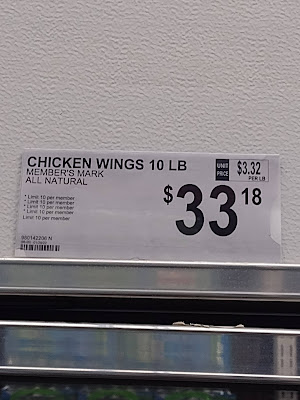 CHICKEN WINGS 10 LB
MEMBER'S MARK
ALL NATURAL
UNIT PRICE $3.32 PER LB
$33 18
* Limit 10 per member
* Limit 10 per member
* Limit 10 per member
* Limit 10 per member
Limit 10 per member